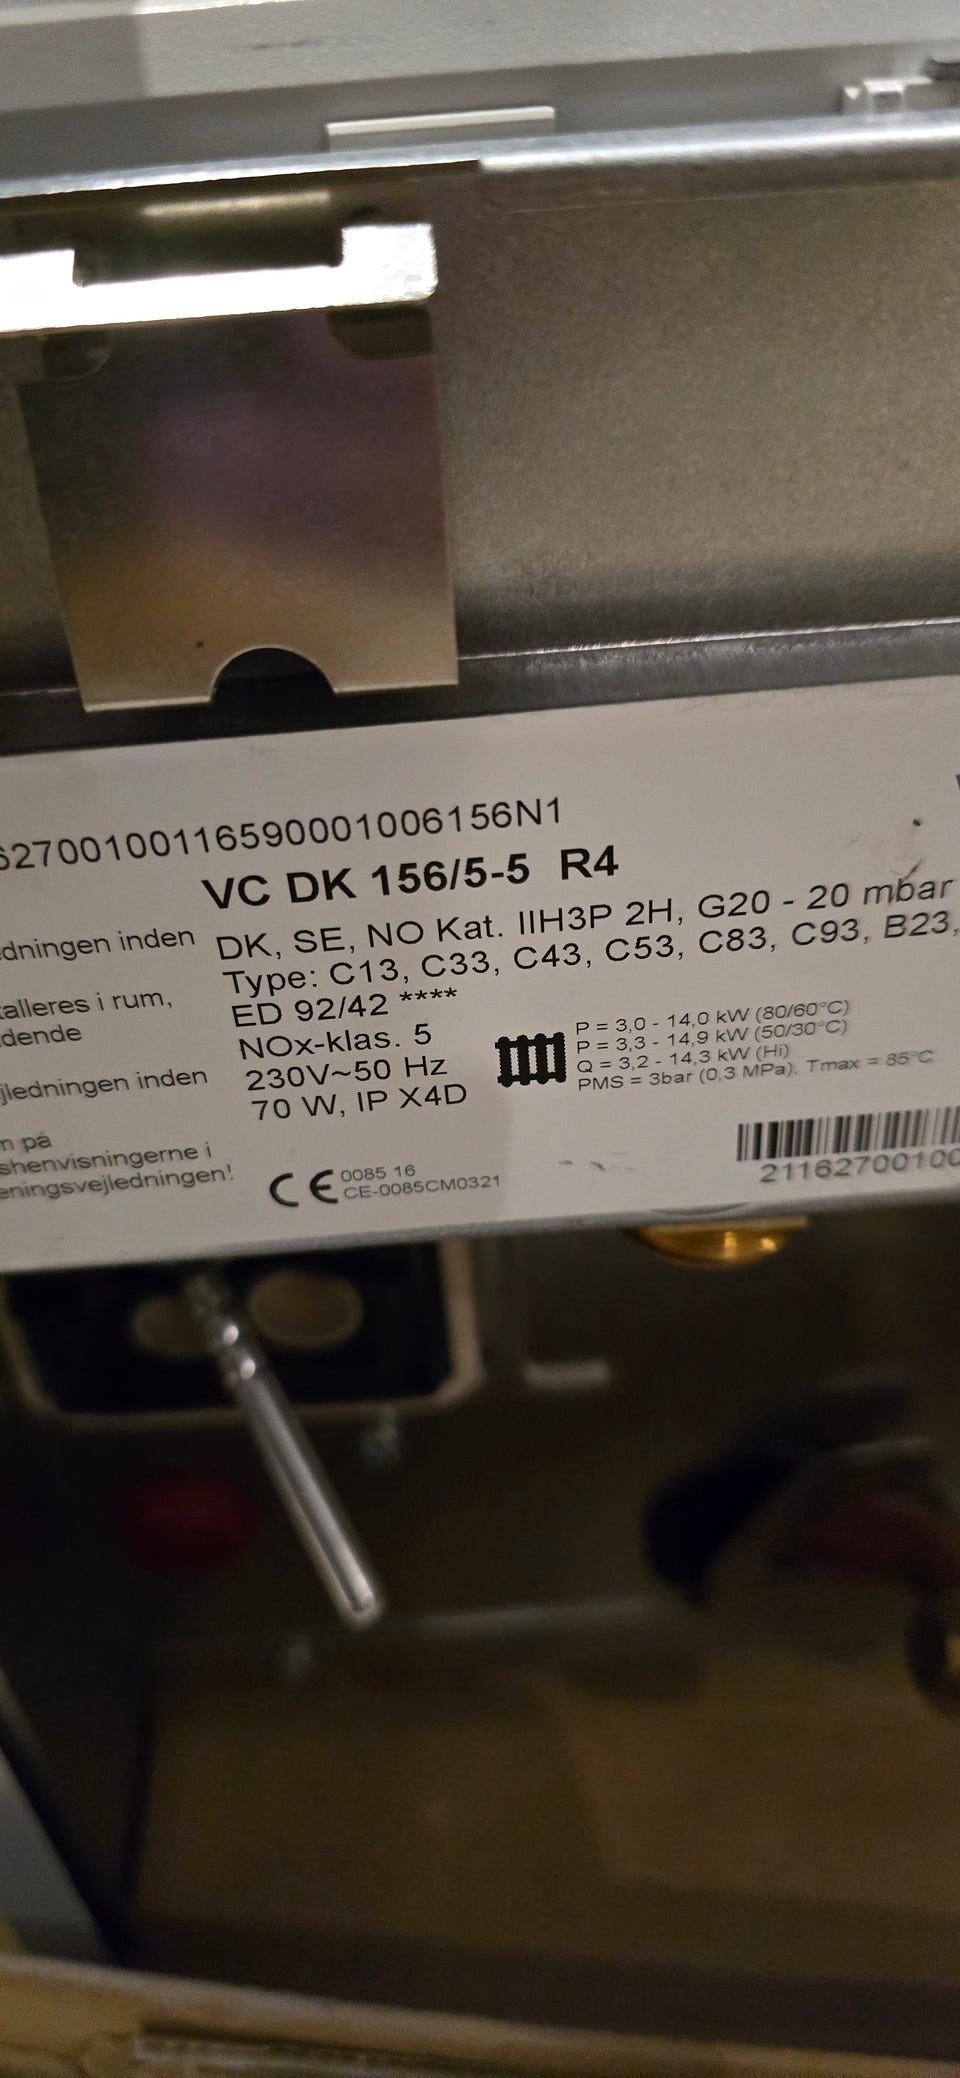 62700100116590001006156N1
VC DK 156/5-5 R4
dningen inden
DK, SE, NO Kat. IIH3P 2H, G20 - 20 mbar
Type: C13, C33, C43, C53, C83, C93, B23,
talleres i rum,
dende
ED 92/42 ****
NOx-klas. 5
230V~50 Hz
70 W, IP X4D
P = 3,0 - 14,0 kW (80/60°C)
P = 3,3 - 14,9 kW (50/30°C)
Q = 3,2 - 14,3 kW (Hi)
PMS = 3bar (0,3 MPa), Tmax = 85°C
jledningen inden
n på
shenvisningerne i
eningsvejledningen!
CE 0085 16
CE-0085CM0321
21162700100